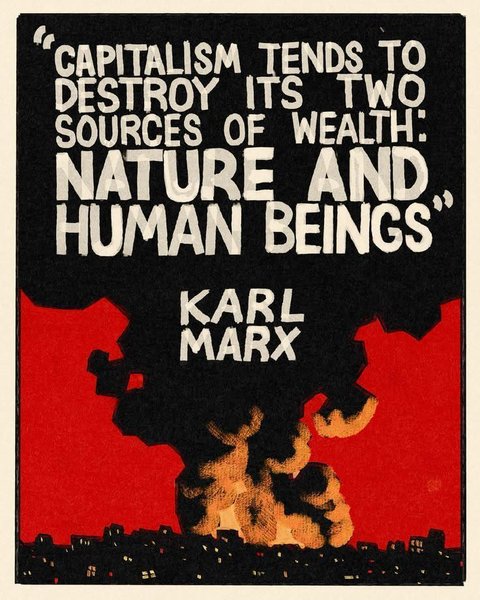 “CAPITALISM TENDS TO
DESTROY ITS TWO
SOURCES OF WEALTH:
NATURE AND
HUMAN BEINGS”
KARL
MARX